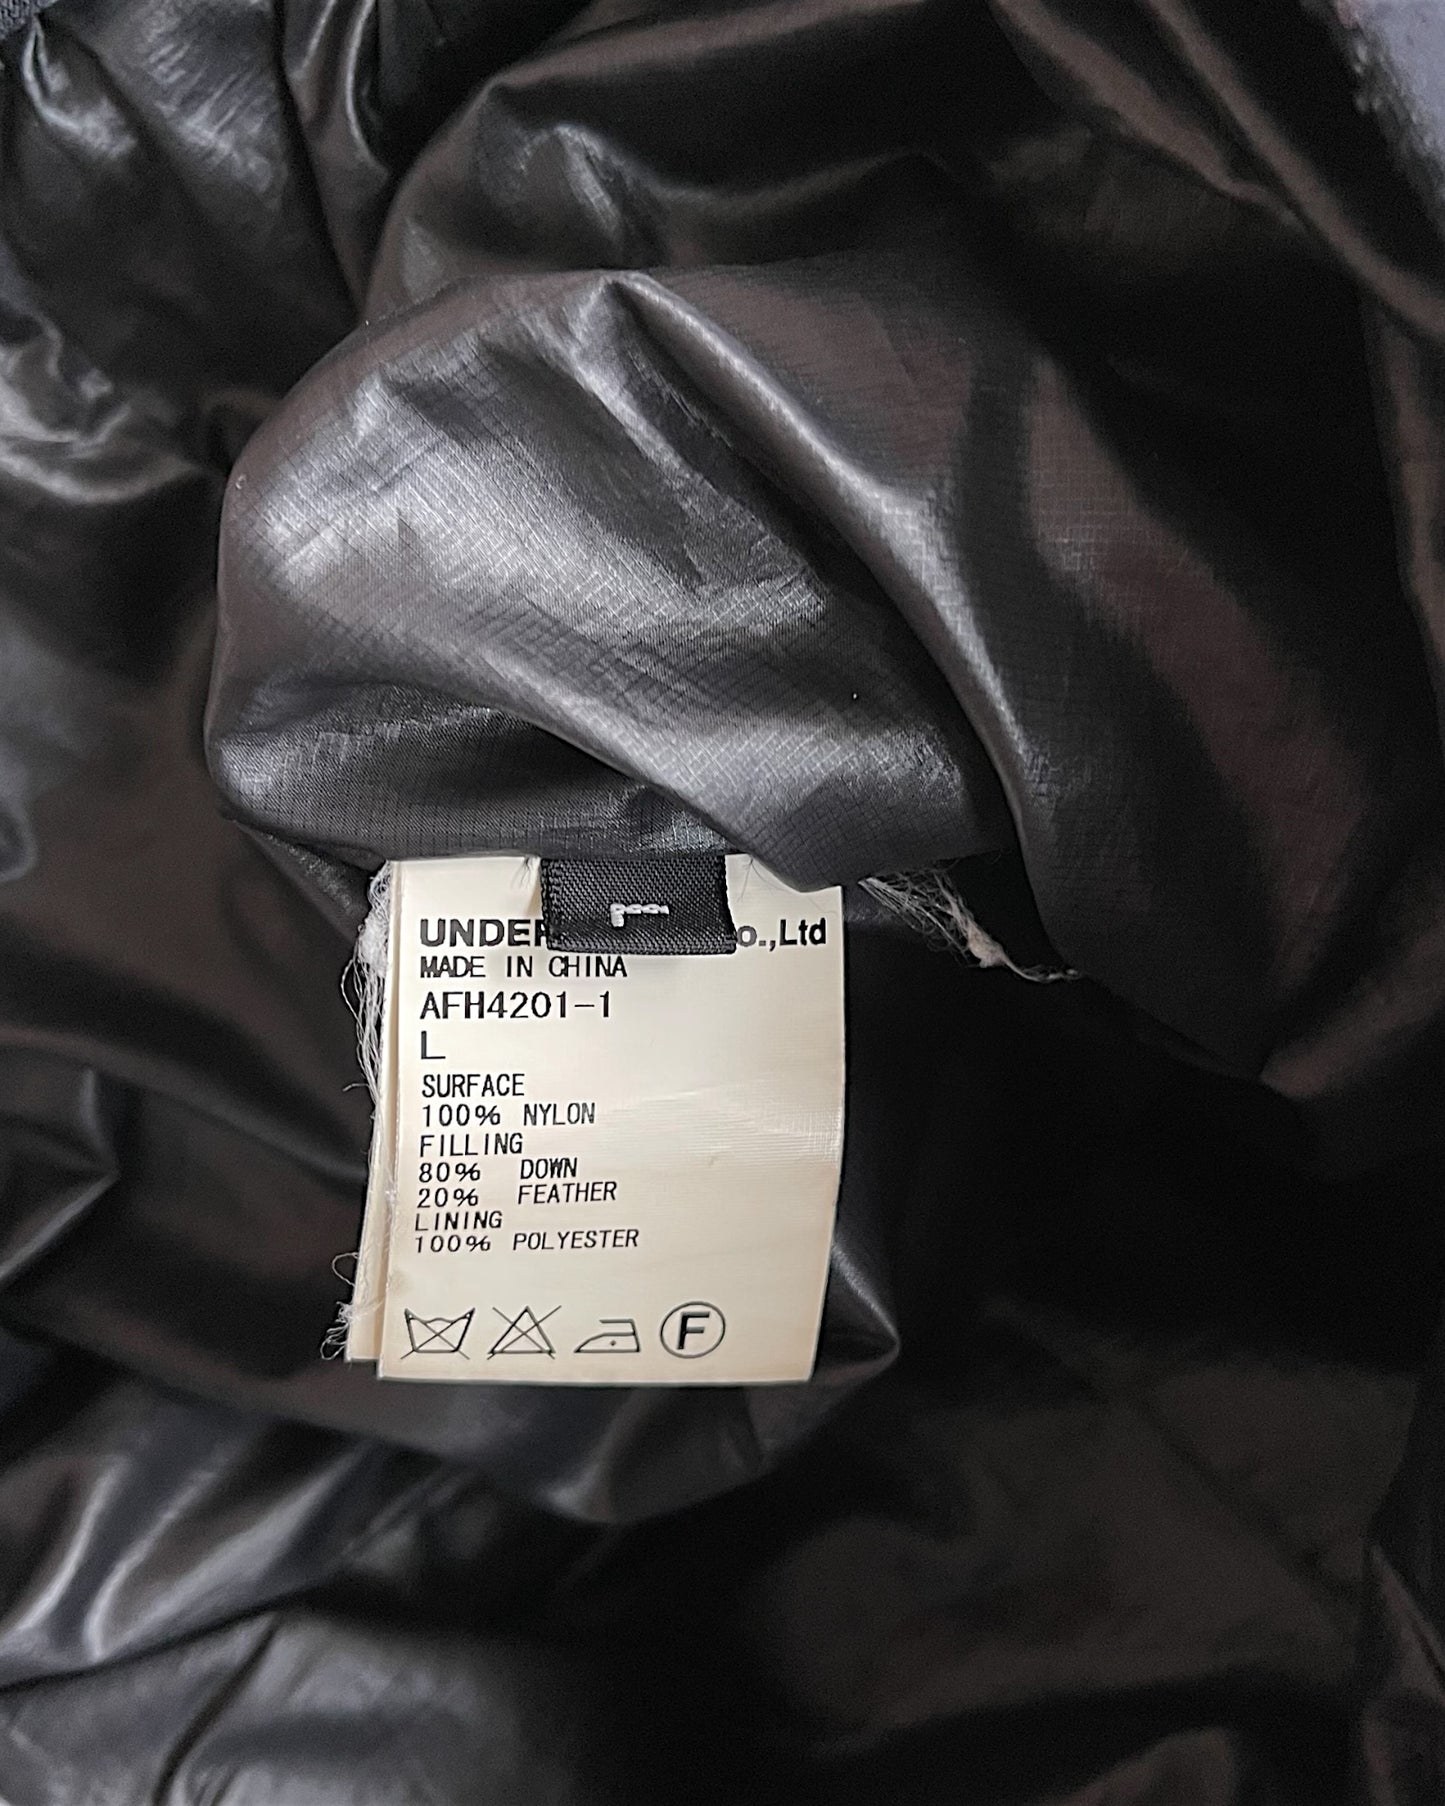 L
UNDER o.,Ltd
MADE IN CHINA
AFH4201-1
L
SURFACE
100% NYLON
FILLING
80% DOWN
20% FEATHER
LINING
100% POLYESTER
F